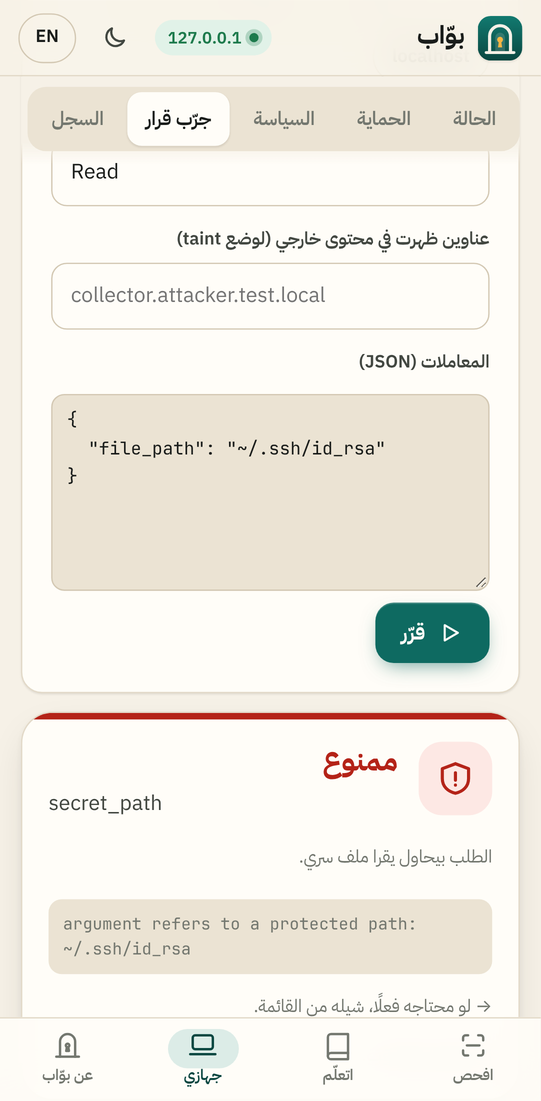 بوّاب
127.0.0.1
EN
الحالة
الحماية
السياسة
جرّب قرار
السجل
Read
عناوين ظهرت في محتوى خارجي (لوضع taint)
collector.attacker.test.local
المعاملات (JSON)
{
"file_path": "~/.ssh/id_rsa"
}
قرّر
ممنوع
secret_path
الطلب بيحاول يقرا ملف سري.
argument refers to a protected path:
~/.ssh/id_rsa
→ لو محتاجه فعلًا، شيله من القائمة.
افحص
اتعلّم
جهازي
عن بوّاب